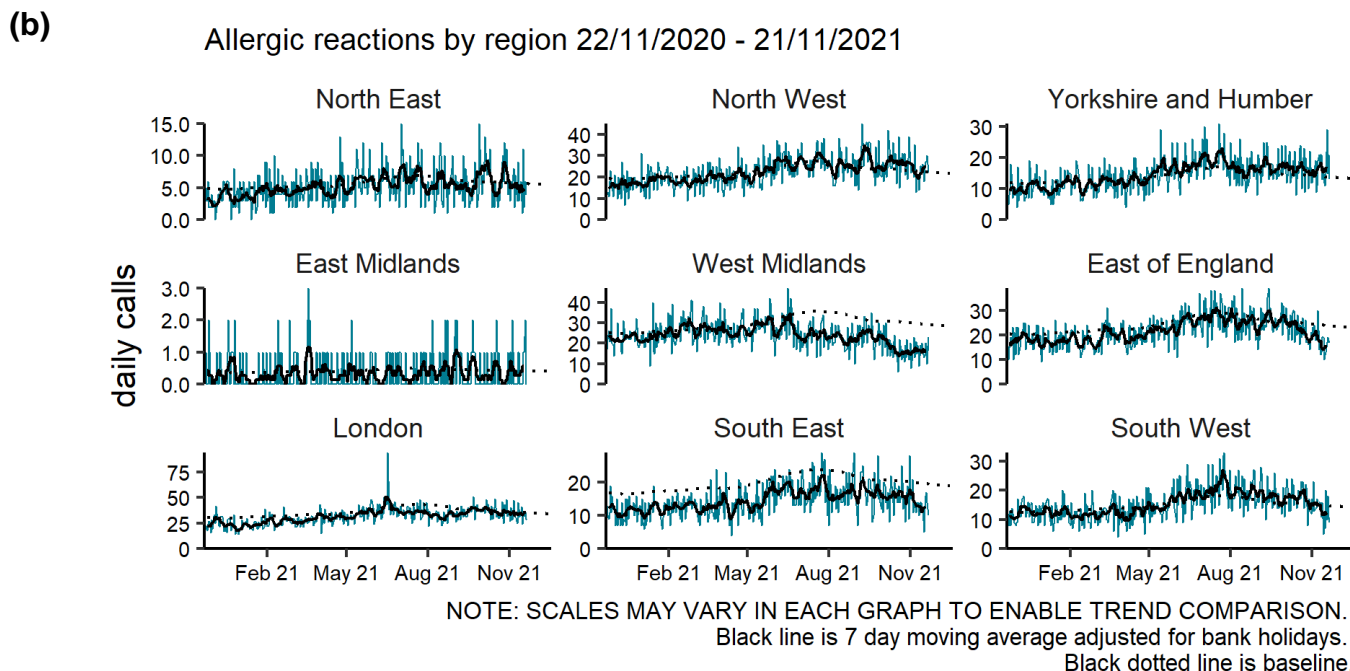 (b)
Allergic reactions by region 22/11/2020 - 21/11/2021
daily calls
North East
15.0
10.0
5.0
0.0
North West
40
30
20
10
0
Yorkshire and Humber
30
20
10
0
East Midlands
3.0
2.0
1.0
0.0
West Midlands
40
30
20
10
0
East of England
30
20
10
0
London
75
50
25
0
Feb 21 May 21 Aug 21 Nov 21
South East
20
10
0
Feb 21 May 21 Aug 21 Nov 21
South West
30
20
10
0
Feb 21 May 21 Aug 21 Nov 21
NOTE: SCALES MAY VARY IN EACH GRAPH TO ENABLE TREND COMPARISON.
Black line is 7 day moving average adjusted for bank holidays.
Black dotted line is baseline